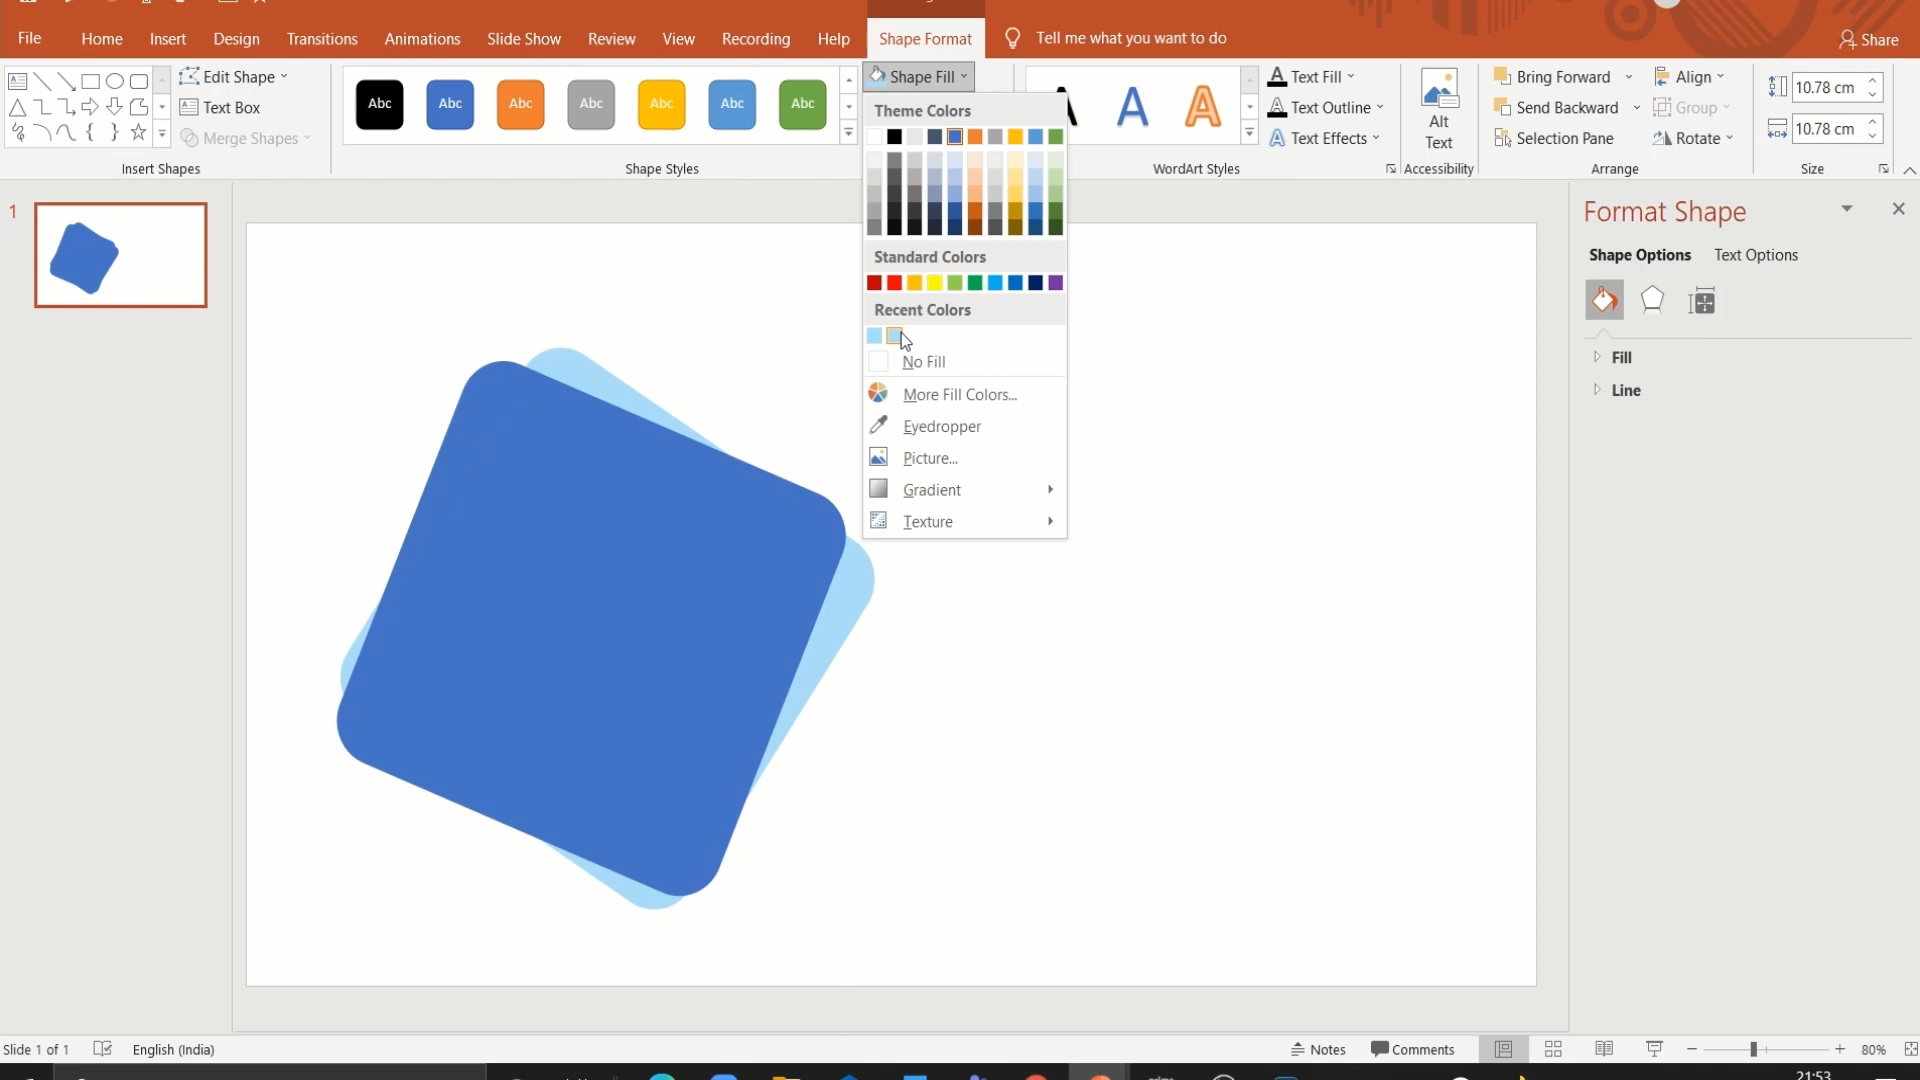 File Home Insert Design Transitions Animations Slide Show Review View Recording Help Shape Format Tell me what you want to do Share
Edit Shape
Text Box
Merge Shapes
Insert Shapes
Abc Abc Abc Abc Abc Abc Abc
Shape Styles
Shape Fill
Theme Colors
Standard Colors
Recent Colors
No Fill
More Fill Colors...
Eyedropper
Picture...
Gradient
Texture
A A A
WordArt Styles
Text Fill
Text Outline
Text Effects
Alt
Text
Accessibility
Bring Forward
Send Backward
Selection Pane
Align
Group
Rotate
Arrange
10.78 cm
10.78 cm
Size
1
Format Shape
Shape Options Text Options
Fill
Line
Slide 1 of 1 English (India) Notes Comments 80%
21:53